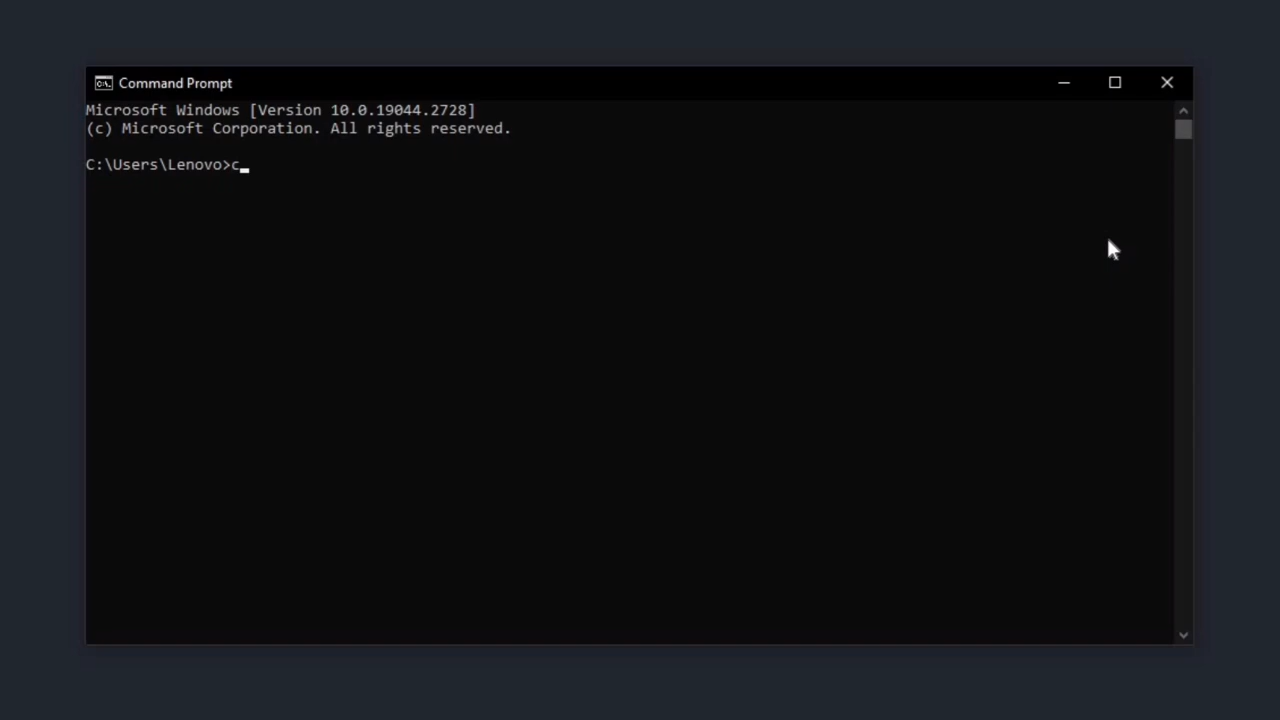 Command Prompt
Microsoft Windows [Version 10.0.19044.2728]
(c) Microsoft Corporation. All rights reserved.
C:\Users\Lenovo>c